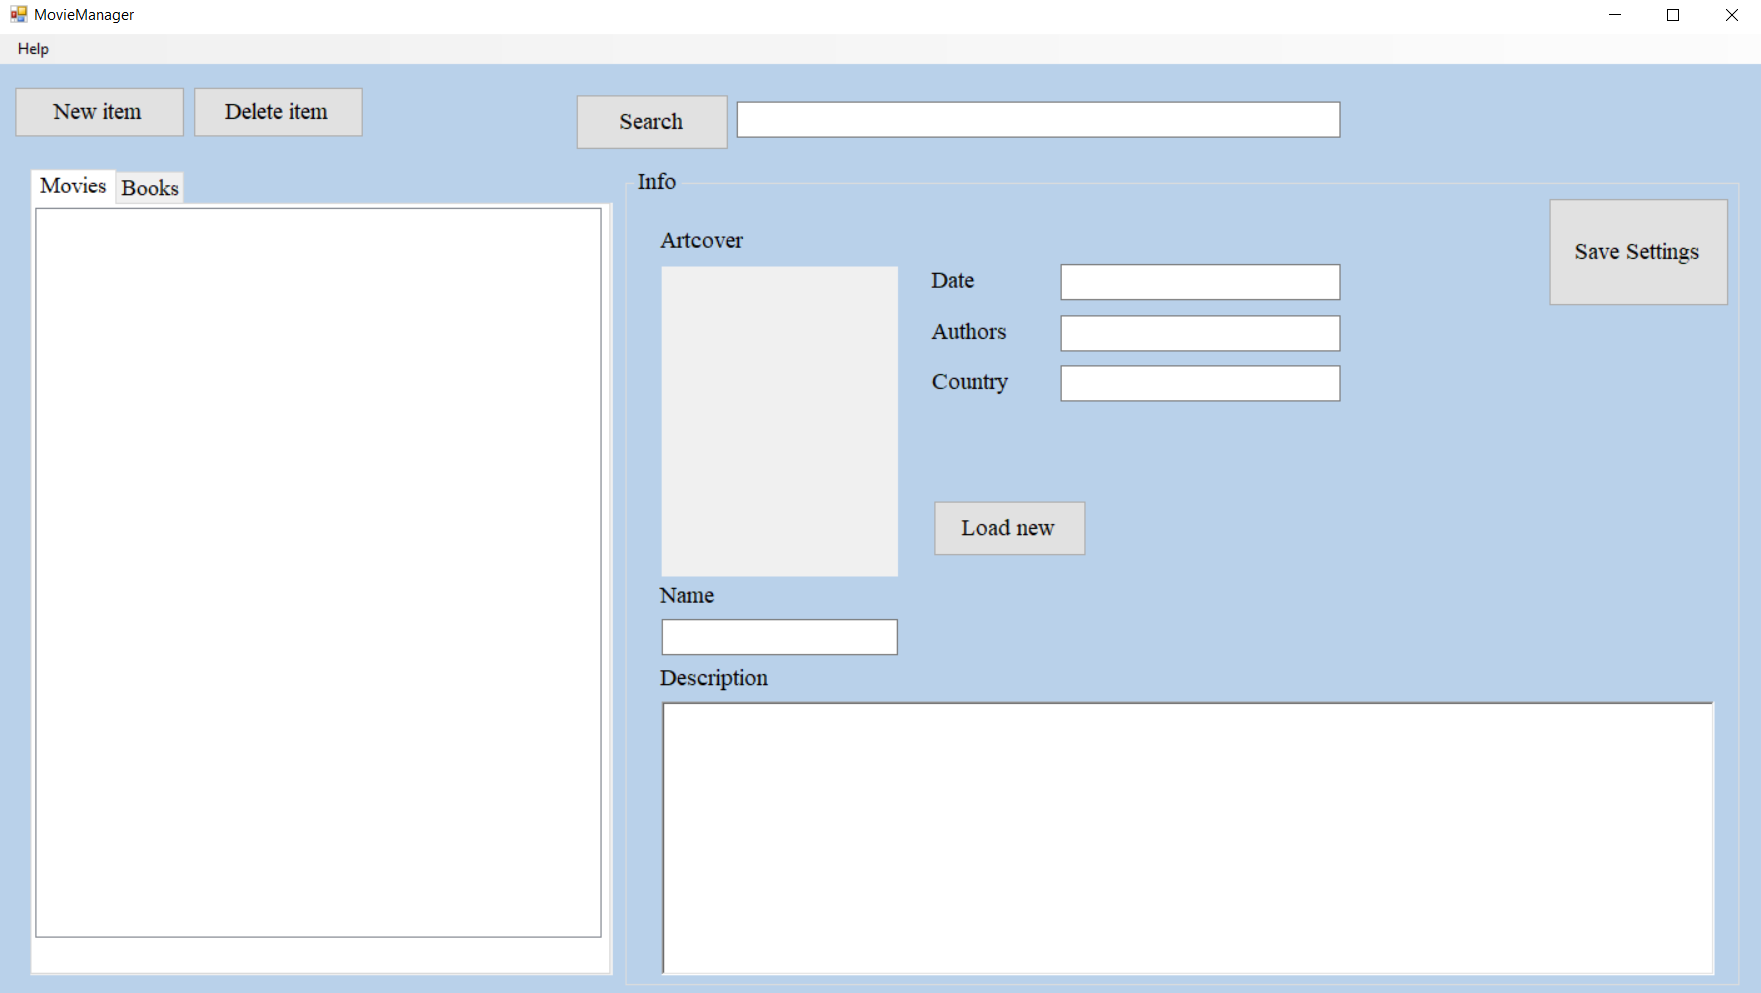 MovieManager
Help
New item
Delete item
Search
Movies
Books
Info
Artcover
Save Settings
Date
Authors
Country
Load new
Name
Description